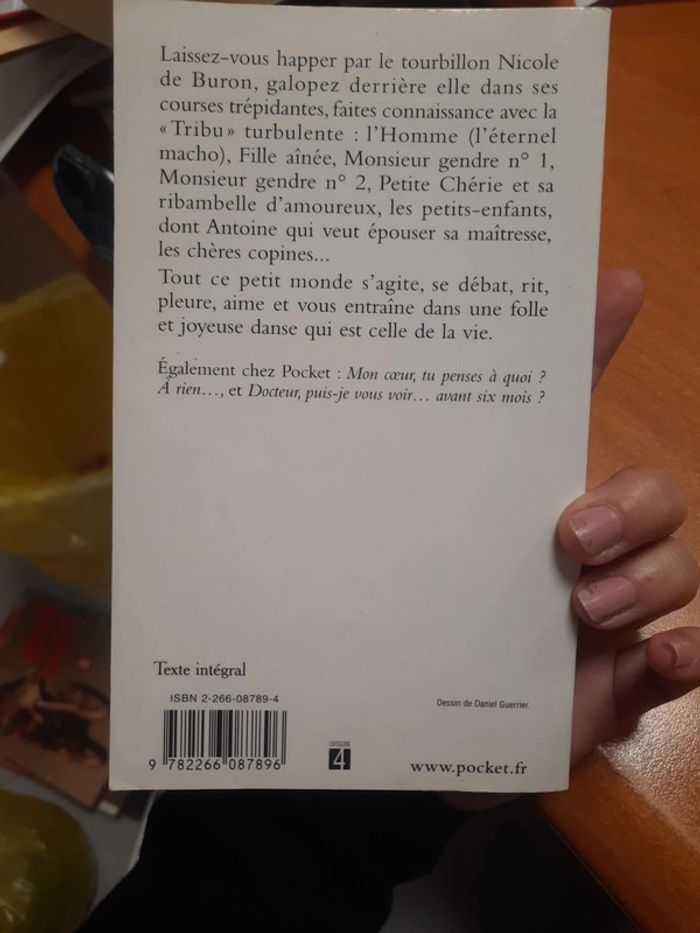 Laissez-vous happer par le tourbillon Nicole
de Buron, galopez derrière elle dans ses
courses trépidantes, faites connaissance avec la
« Tribu » turbulente : l'Homme (l'éternel
macho), Fille aînée, Monsieur gendre n° 1,
Monsieur gendre n° 2, Petite Chérie et sa
ribambelle d'amoureux, les petits-enfants,
dont Antoine qui veut épouser sa maîtresse,
les chères copines...
Tout ce petit monde s'agite, se débat, rit,
pleure, aime et vous entraîne dans une folle
et joyeuse danse qui est celle de la vie.
Également chez Pocket : Mon cœur, tu penses à quoi ?
À rien…, et Docteur, puis-je vous voir… avant six mois ?
Texte intégral
ISBN 2-266-08789-4
Dessin de Daniel Guerrier.
9 782266 087896
CATÉGORIE
4
www.pocket.fr